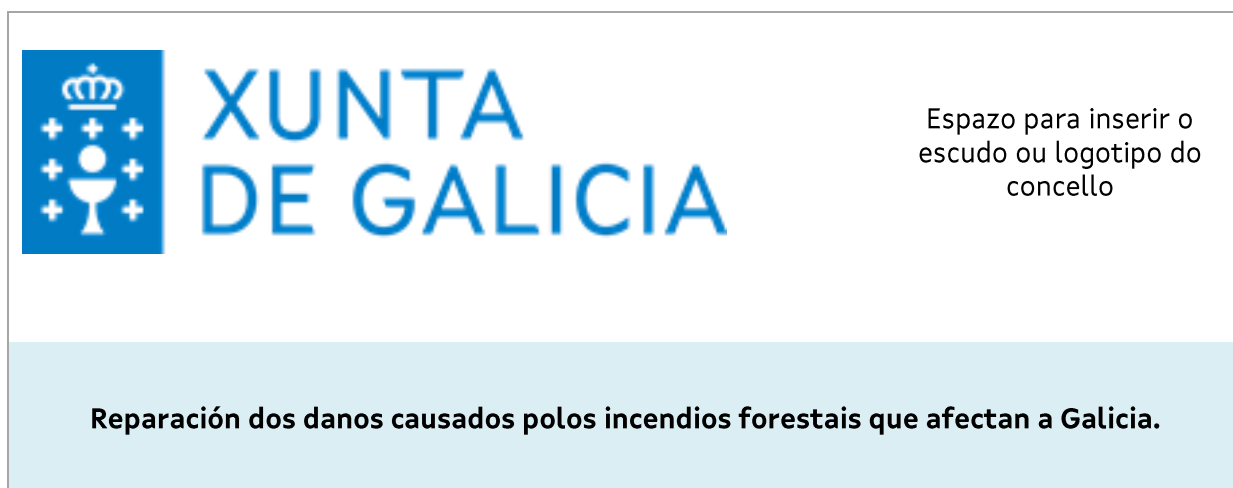 XUNTA
DE GALICIA
Espazo para inserir o
escudo ou logotipo do
concello
Reparación dos danos causados polos incendios forestais que afectan a Galicia.